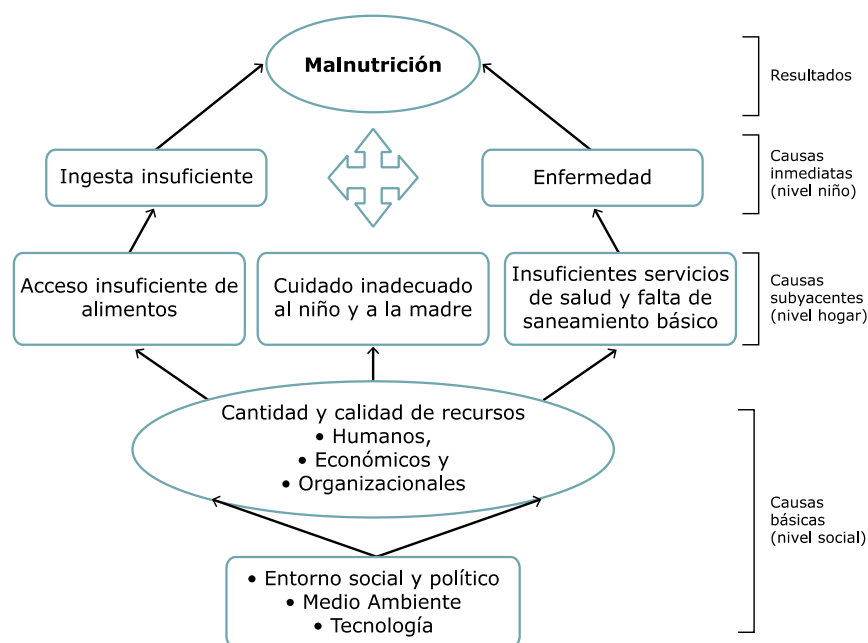 Malnutrición
Resultados
Ingesta insuficiente
Enfermedad
Causas
inmediatas
(nivel niño)
Acceso insuficiente de
alimentos
Cuidado inadecuado
al niño y a la madre
Insuficientes servicios
de salud y falta de
saneamiento básico
Causas
subyacentes
(nivel hogar)
Cantidad y calidad de recursos
• Humanos,
• Económicos y
• Organizacionales
Causas
básicas
(nivel social)
• Entorno social y político
• Medio Ambiente
• Tecnología